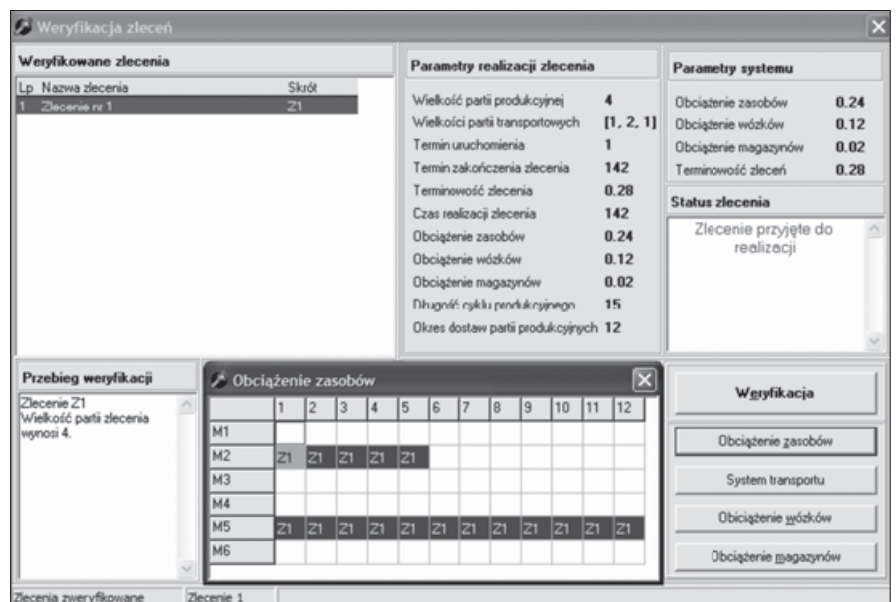 Weryfikacja zleceń
Weryfikowane zlecenia
Lp Nazwa zlecenia Skrót
1 Zlecenie nr 1 Z1
Parametry realizacji zlecenia
Wielkość partii produkcyjnej 4
Wielkości partii transportowych [1, 2, 1]
Termin uruchomienia 1
Termin zakończenia zlecenia 142
Terminowość zlecenia 0.28
Czas realizacji zlecenia 142
Obciążenie zasobów 0.24
Obciążenie wózków 0.12
Obciążenie magazynów 0.02
Długość cyklu produkcyjnego 15
Okres dostaw partii produkcyjnych 12
Parametry systemu
Obciążenie zasobów 0.24
Obciążenie wózków 0.12
Obciążenie magazynów 0.02
Terminowość zleceń 0.28
Status zlecenia
Zlecenie przyjęte do
realizacji
Przebieg weryfikacji
Zlecenie Z1
Wielkość partii zlecenia
wynosi 4.
Obciążenie zasobów
1 2 3 4 5 6 7 8 9 10 11 12
M1
M2 Z1 Z1 Z1 Z1 Z1
M3
M4
M5 Z1 Z1 Z1 Z1 Z1 Z1 Z1 Z1 Z1 Z1 Z1 Z1
M6
Weryfikacja
Obciążenie zasobów
System transportu
Obiciążenie wózków
Obciążenie magazynów
Zlecenia zweryfikowane Zlecenie 1